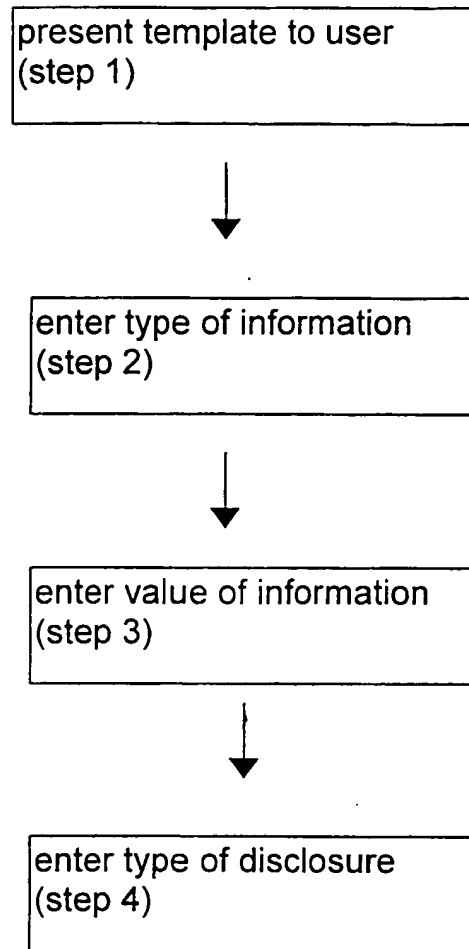 present template to user
(step 1)
enter type of information
(step 2)
enter value of information
(step 3)
enter type of disclosure
(step 4)